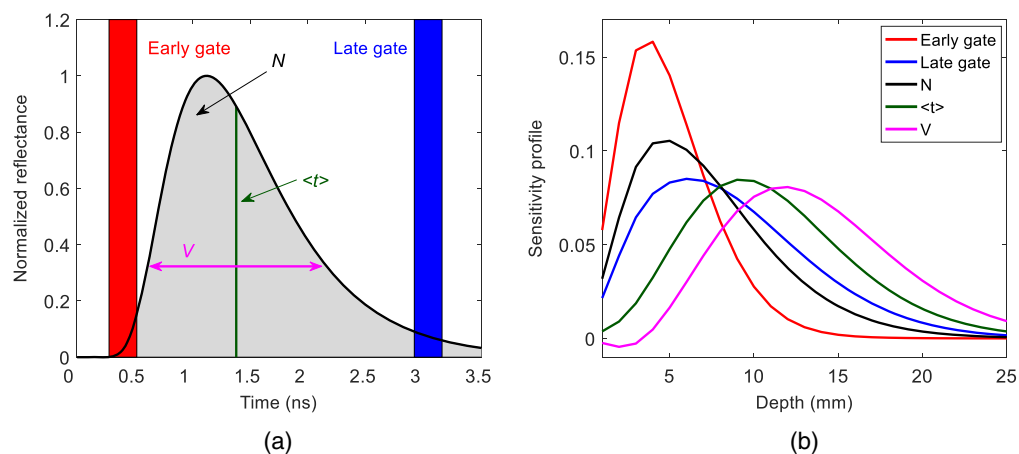 1.2
1
0.8
0.6
0.4
0.2
0
Normalized reflectance
Early gate
Late gate
N
<t>
V
0 0.5 1 1.5 2 2.5 3 3.5
Time (ns)
(a)
0.15
0.1
0.05
0
Sensitivity profile
Early gate
Late gate
N
<t>
V
5 10 15 20 25
Depth (mm)
(b)